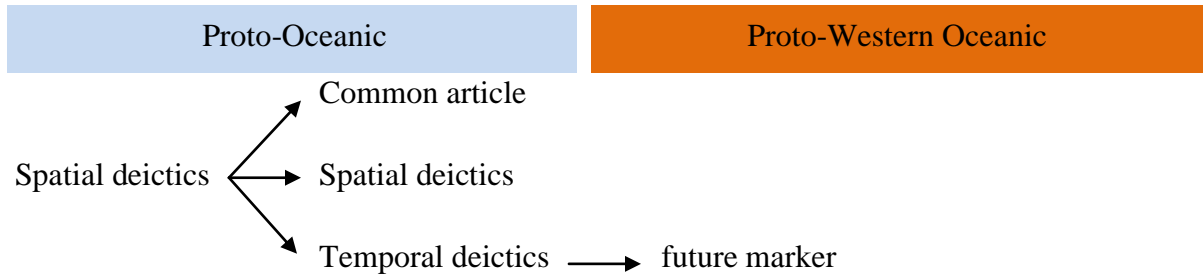 Proto-Oceanic Proto-Western Oceanic
Common article
Spatial deictics Spatial deictics
Temporal deictics future marker